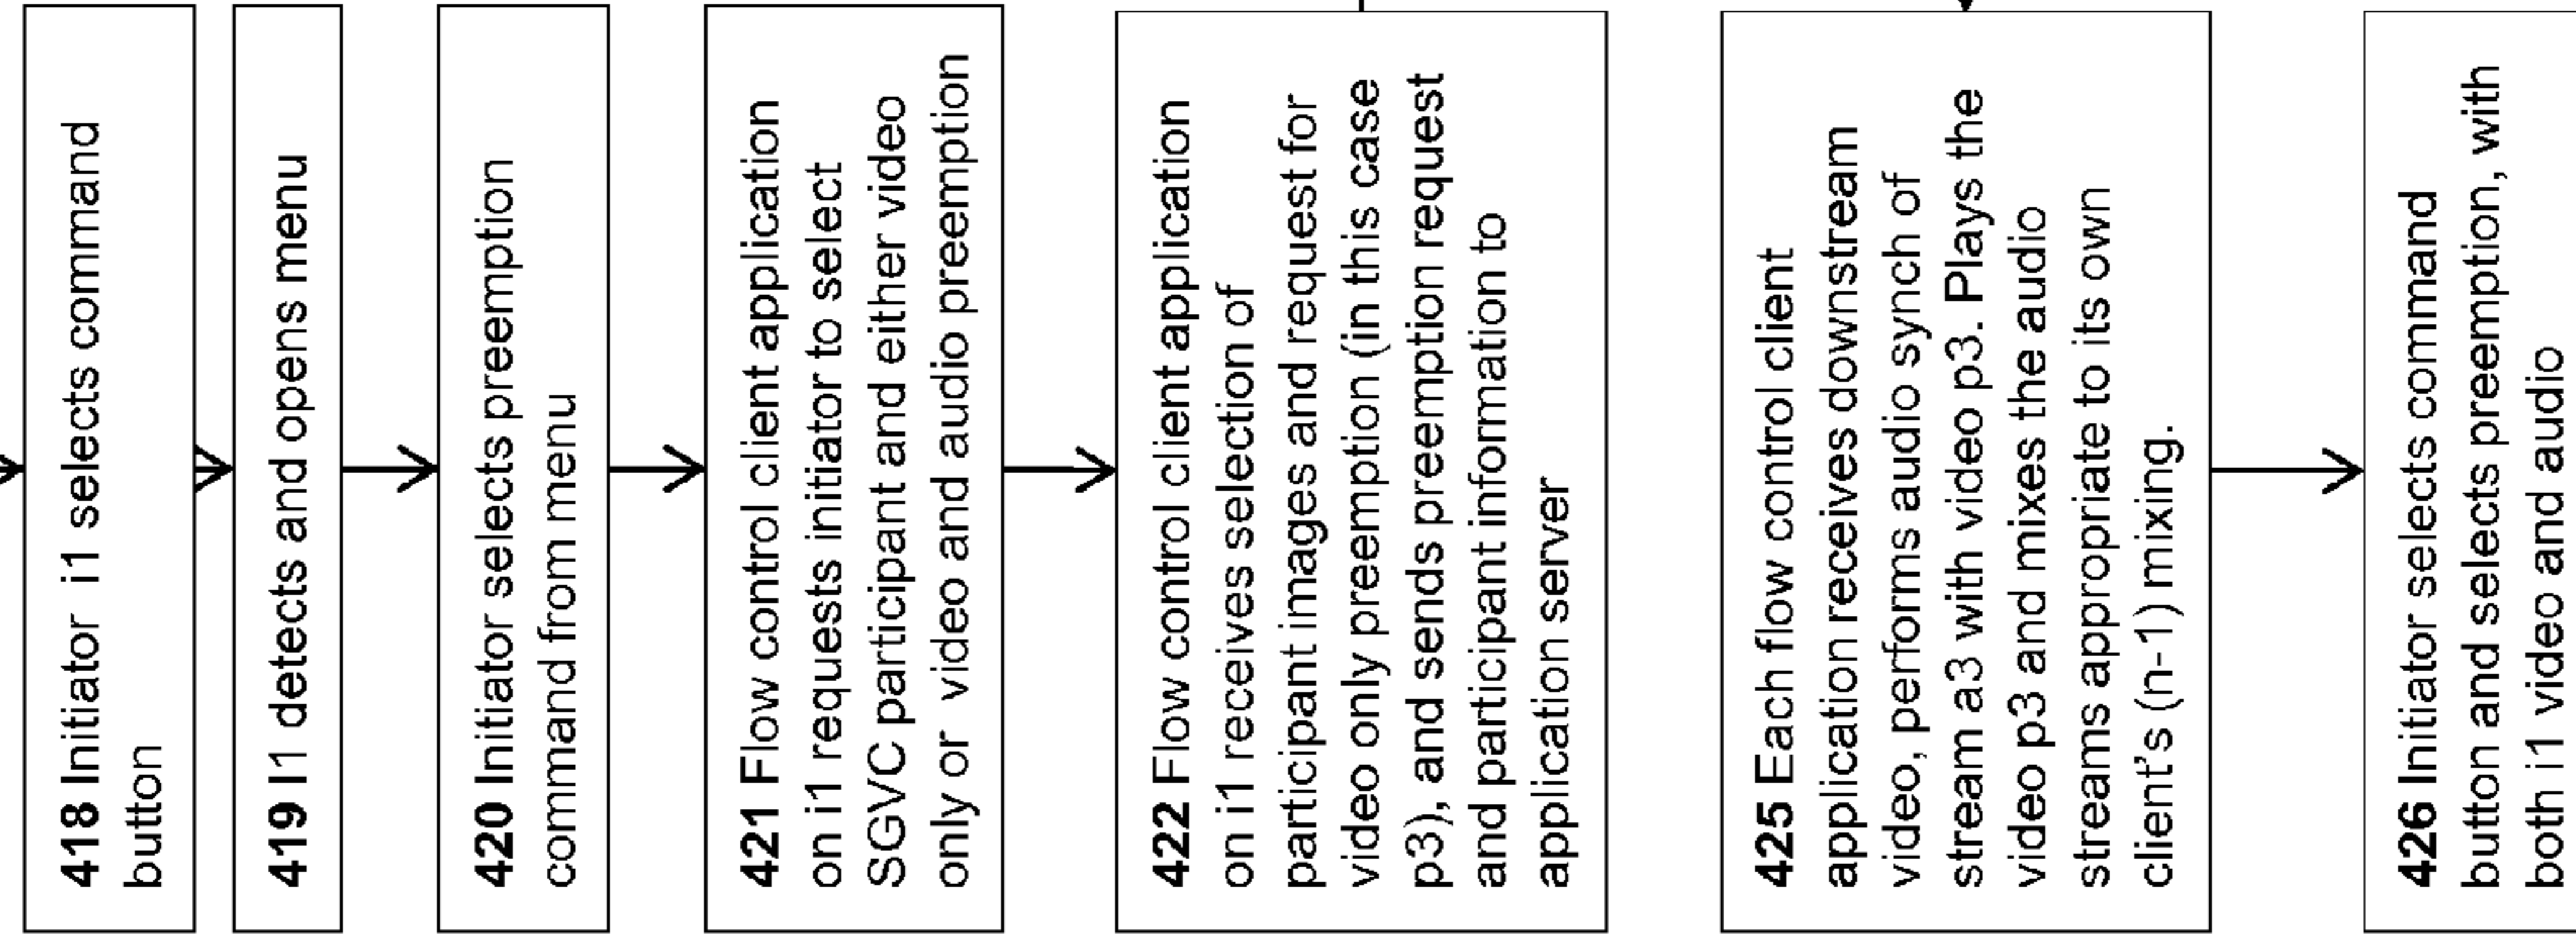 418 Initiator i1 selects command
button
419 I1 detects and opens menu
420 Initiator selects preemption
command from menu
421 Flow control client application
on i1 requests initiator to select
SGVC participant and either video
only or video and audio preemption
422 Flow control client application
on i1 receives selection of
participant images and request for
video only preemption (in this case
p3), and sends preemption request
and participant information to
application server
425 Each flow control client
application receives downstream
video, performs audio synch of
stream a3 with video p3. Plays the
video p3 and mixes the audio
streams appropriate to its own
client's (n-1) mixing.
426 Initiator selects command
button and selects preemption, with
both i1 video and audio